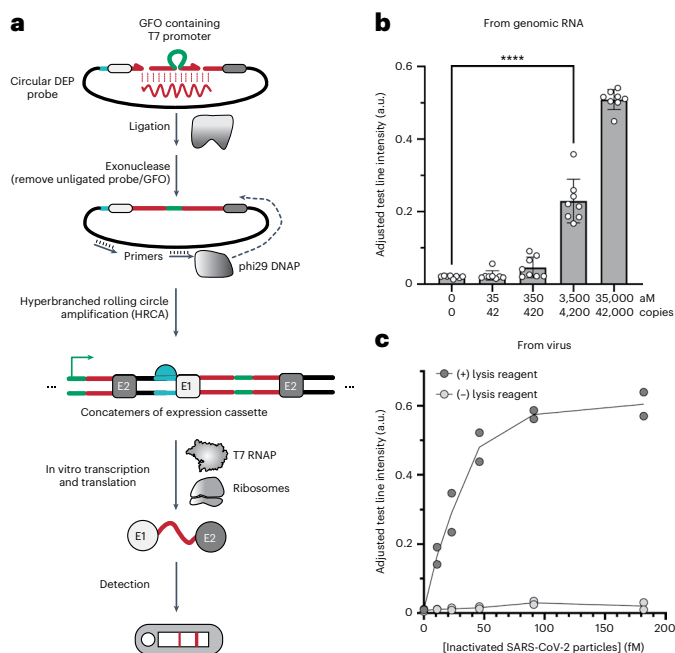 a
GFO containing
T7 promoter
Circular DEP
probe
Ligation
Exonuclease
(remove unligated probe/GFO)
Primers
phi29 DNAP
Hyperbranched rolling circle
amplification (HRCA)
...
E2
E1
E2
...
Concatemers of expression cassette
In vitro transcription
and translation
T7 RNAP
Ribosomes
E1
E2
Detection
b
From genomic RNA
****
Adjusted test line intensity (a.u.)
0.6
0.4
0.2
0
0 35 350 3,500 35,000 aM
0 42 420 4,200 42,000 copies
c
From virus
(+) lysis reagent
(−) lysis reagent
Adjusted test line intensity (a.u.)
0.6
0.4
0.2
0
0 50 100 150 200
[Inactivated SARS-CoV-2 particles] (fM)